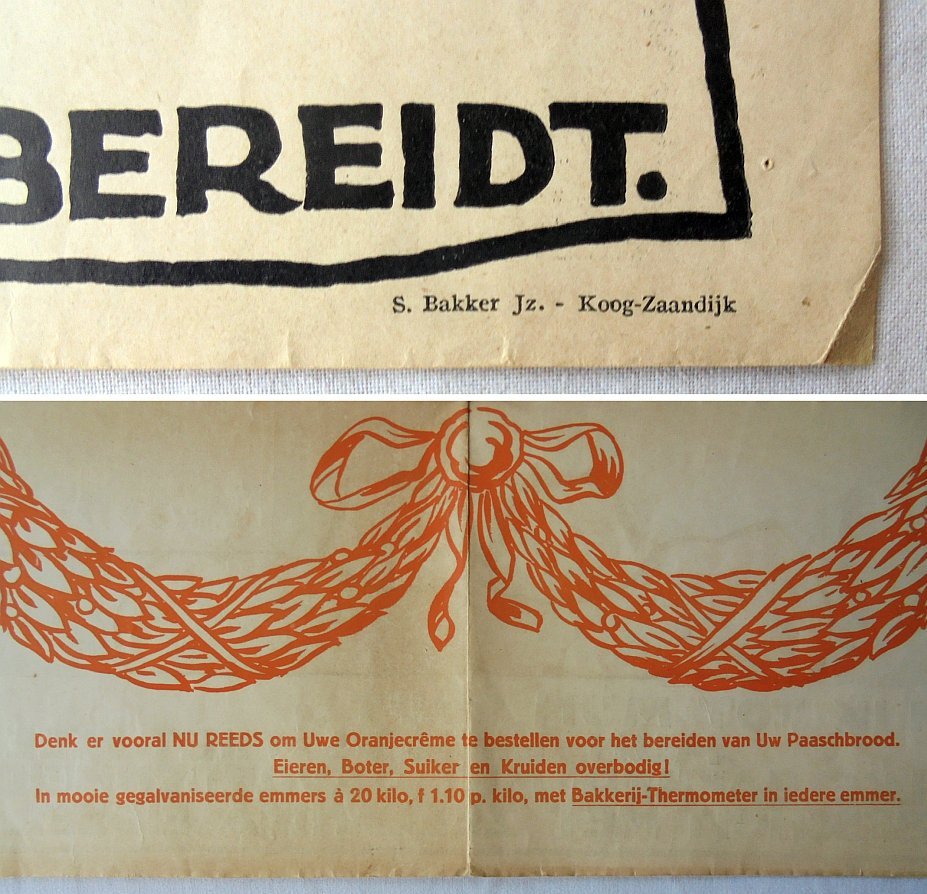 BEREIDT.
S. Bakker Jz. - Koog-Zaandijk
Denk er vooral NU REEDS om Uwe Oranjecrême te bestellen voor het bereiden van Uw Paaschbrood.
Eieren, Boter, Suiker en Kruiden overbodig!
In mooie gegalvaniseerde emmers à 20 kilo, f 1.10 p. kilo, met Bakkerij-Thermometer in iedere emmer.